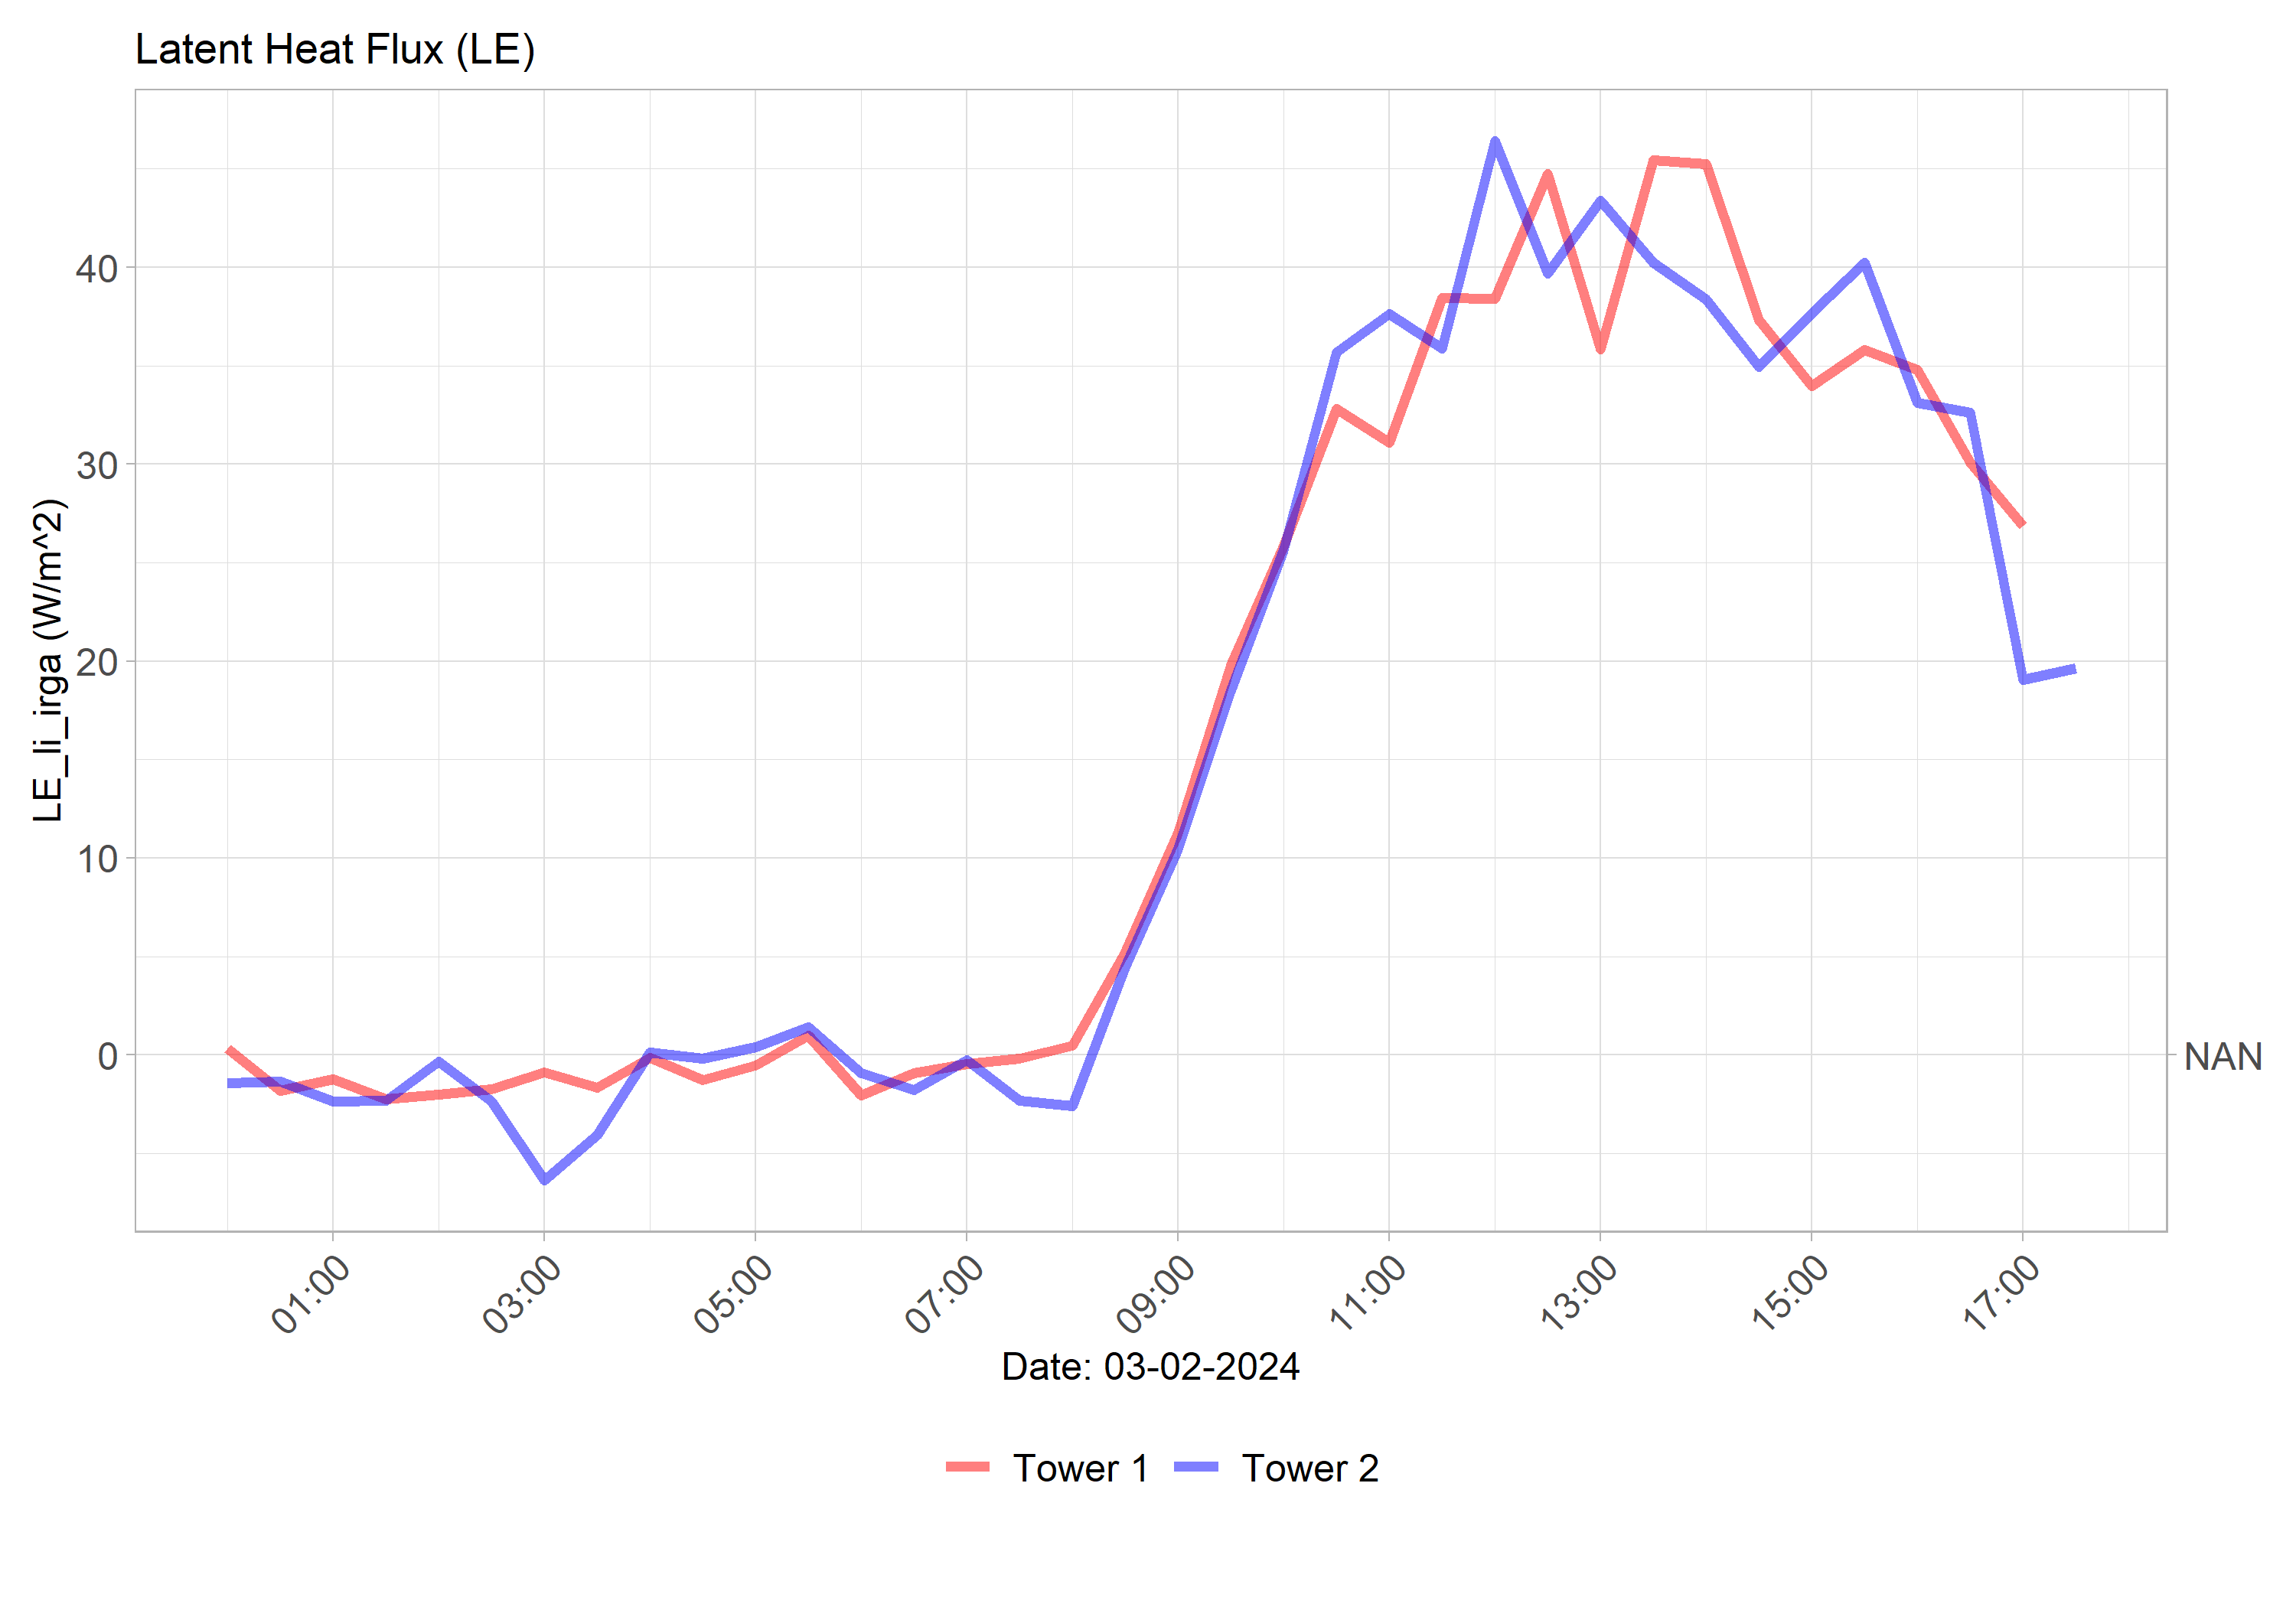 Latent Heat Flux (LE)
LE_li_irga (W/m^2)
40
30
20
10
0
NAN
01:00
03:00
05:00
07:00
09:00
11:00
13:00
15:00
17:00
Date: 03-02-2024
Tower 1
Tower 2